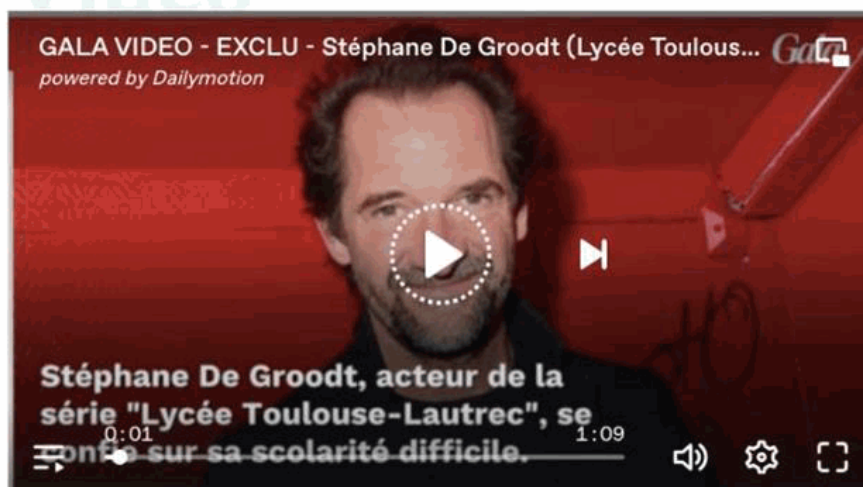 GALA VIDEO - EXCLU - Stéphane De Groodt (Lycée Toulous... Gala
powered by Dailymotion
Stéphane De Groodt, acteur de la
série "Lycée Toulouse-Lautrec", se
confie sur sa scolarité difficile.
0:01 1:09